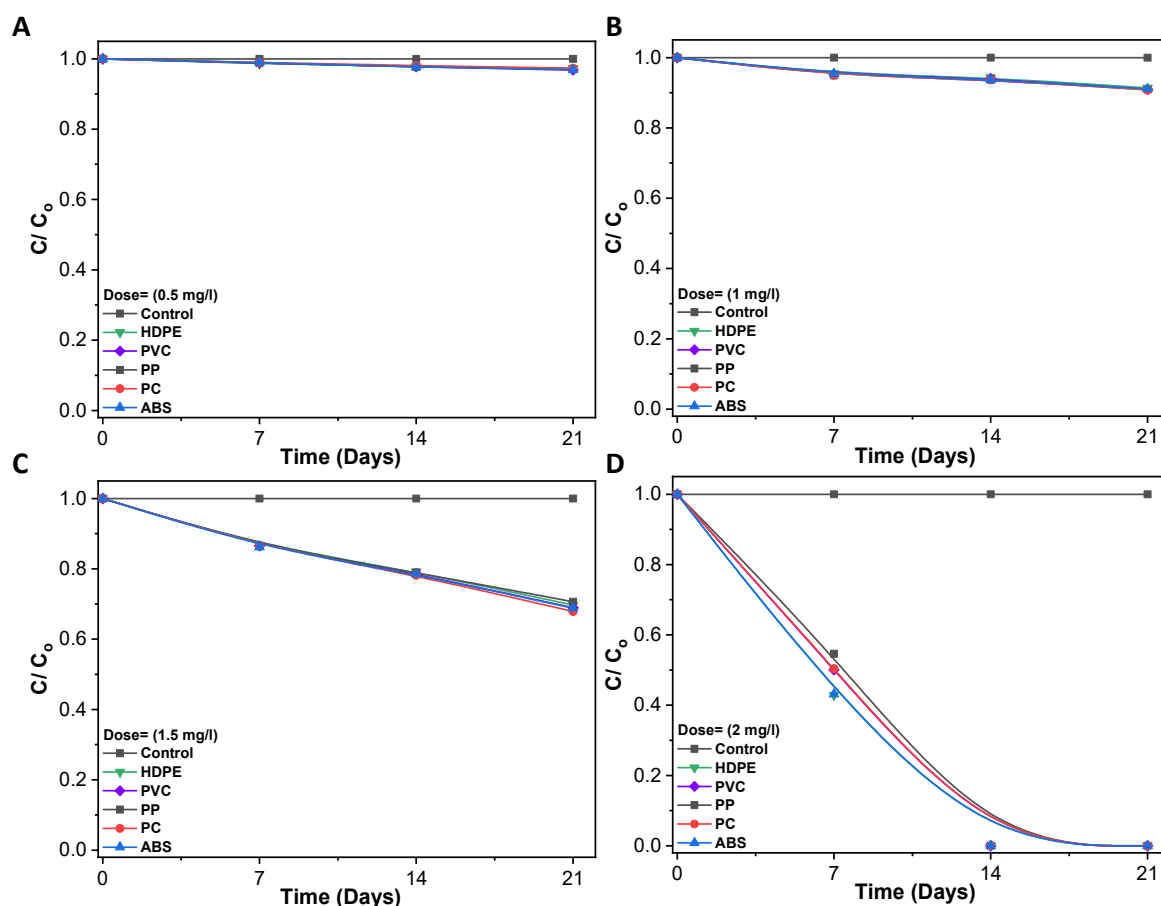 A
1.0
0.8
0.6
0.4
0.2
0.0
C/ Co
Dose= (0.5 mg/l)
Control
HDPE
PVC
PP
PC
ABS
0 7 14 21
Time (Days)
B
1.0
0.8
0.6
0.4
0.2
0.0
C/ Co
Dose= (1 mg/l)
Control
HDPE
PVC
PP
PC
ABS
0 7 14 21
Time (Days)
C
1.0
0.8
0.6
0.4
0.2
0.0
C/ Co
Dose= (1.5 mg/l)
Control
HDPE
PVC
PP
PC
ABS
0 7 14 21
Time (Days)
D
1.0
0.8
0.6
0.4
0.2
0.0
C/ Co
Dose= (2 mg/l)
Control
HDPE
PVC
PP
PC
ABS
0 7 14 21
Time (Days)